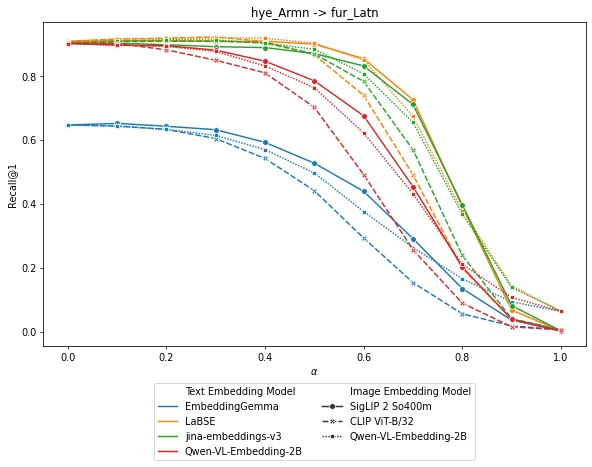 hye_Armn -> fur_Latn
Recall@1
0.8
0.6
0.4
0.2
0.0
0.0 0.2 0.4 0.6 0.8 1.0
α
Text Embedding Model
EmbeddingGemma
LaBSE
jina-embeddings-v3
Qwen-VL-Embedding-2B
Image Embedding Model
SigLIP 2 So400m
CLIP ViT-B/32
Qwen-VL-Embedding-2B